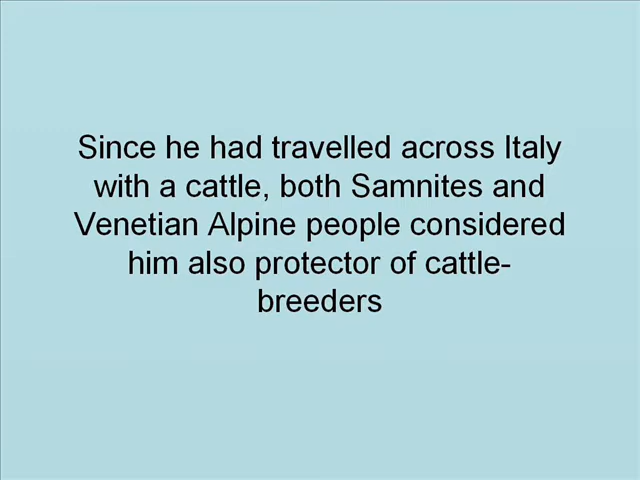 Since he had travelled across Italy
with a cattle, both Samnites and
Venetian Alpine people considered
him also protector of cattle-
breeders